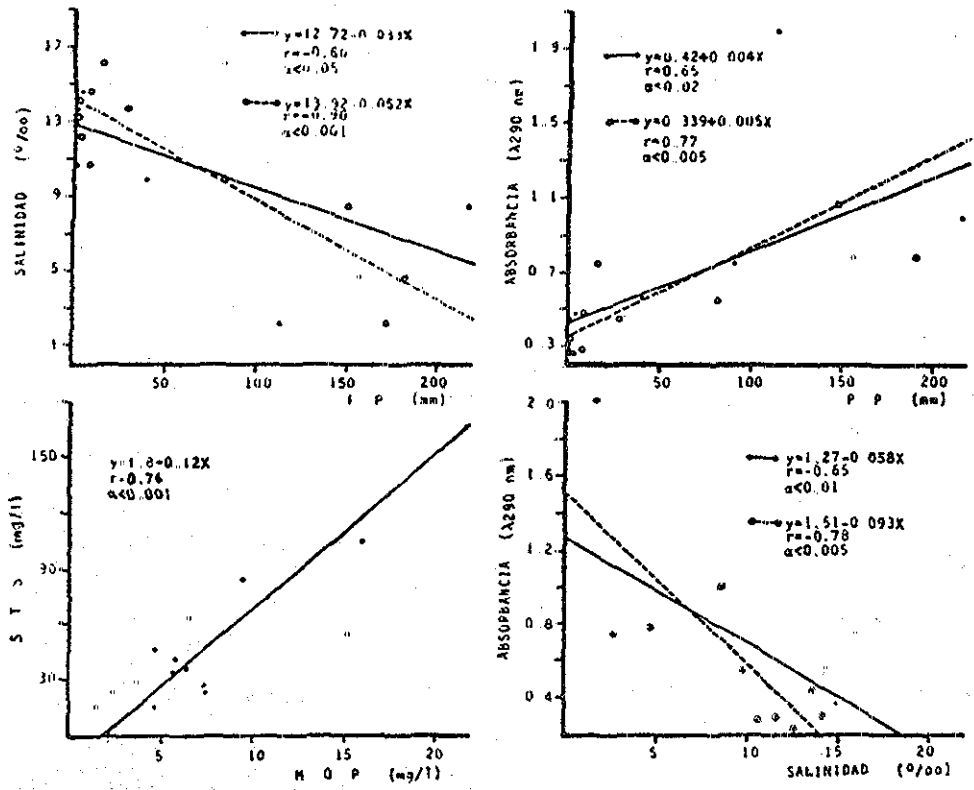 17
13
9
5
1
SALINIDAD (º/oo)
y=12.72-0.033X
r=-0.60
α<0.05
y=13.92-0.052X
r=-0.90
α<0.001
50
100
150
200
P P (mm)
1 9
1.5
1 1
0.7
0 3
ABSORBANCIA (λ290 nm)
y=0.42+0 004X
r=0.65
α<0.02
y=0 339+0.005X
r=0.77
α<0.005
50
100
150
200
P P (mm)
150
90
30
S T S (mg/l)
y=1.8+0.12X
r=0.76
α<0.001
5
10
15
20
M O P (mg/l)
2 0
1.6
1.2
0.8
0 4
ABSORBANCIA (λ290 nm)
y=1.27-0 058X
r=-0.65
α<0.01
y=1.51-0 093X
r=-0.78
α<0.005
5
10
15
20
SALINIDAD (º/oo)